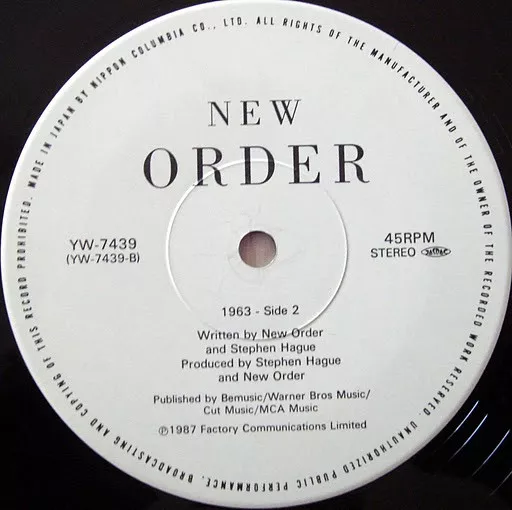 NEW
ORDER
YW-7439
(YW-7439-B)
45RPM
STEREO JASRAC
1963 - Side 2
Written by New Order
and Stephen Hague
Produced by Stephen Hague
and New Order
Published by Bemusic/Warner Bros Music/
Cut Music/MCA Music
℗1987 Factory Communications Limited
MADE IN JAPAN BY NIPPON COLUMBIA CO., LTD. ALL RIGHTS OF THE MANUFACTURER AND OF THE OWNER OF THE RECORDED WORK RESERVED. UNAUTHORIZED PUBLIC PERFORMANCE, BROADCASTING AND COPYING OF THIS RECORD PROHIBITED.